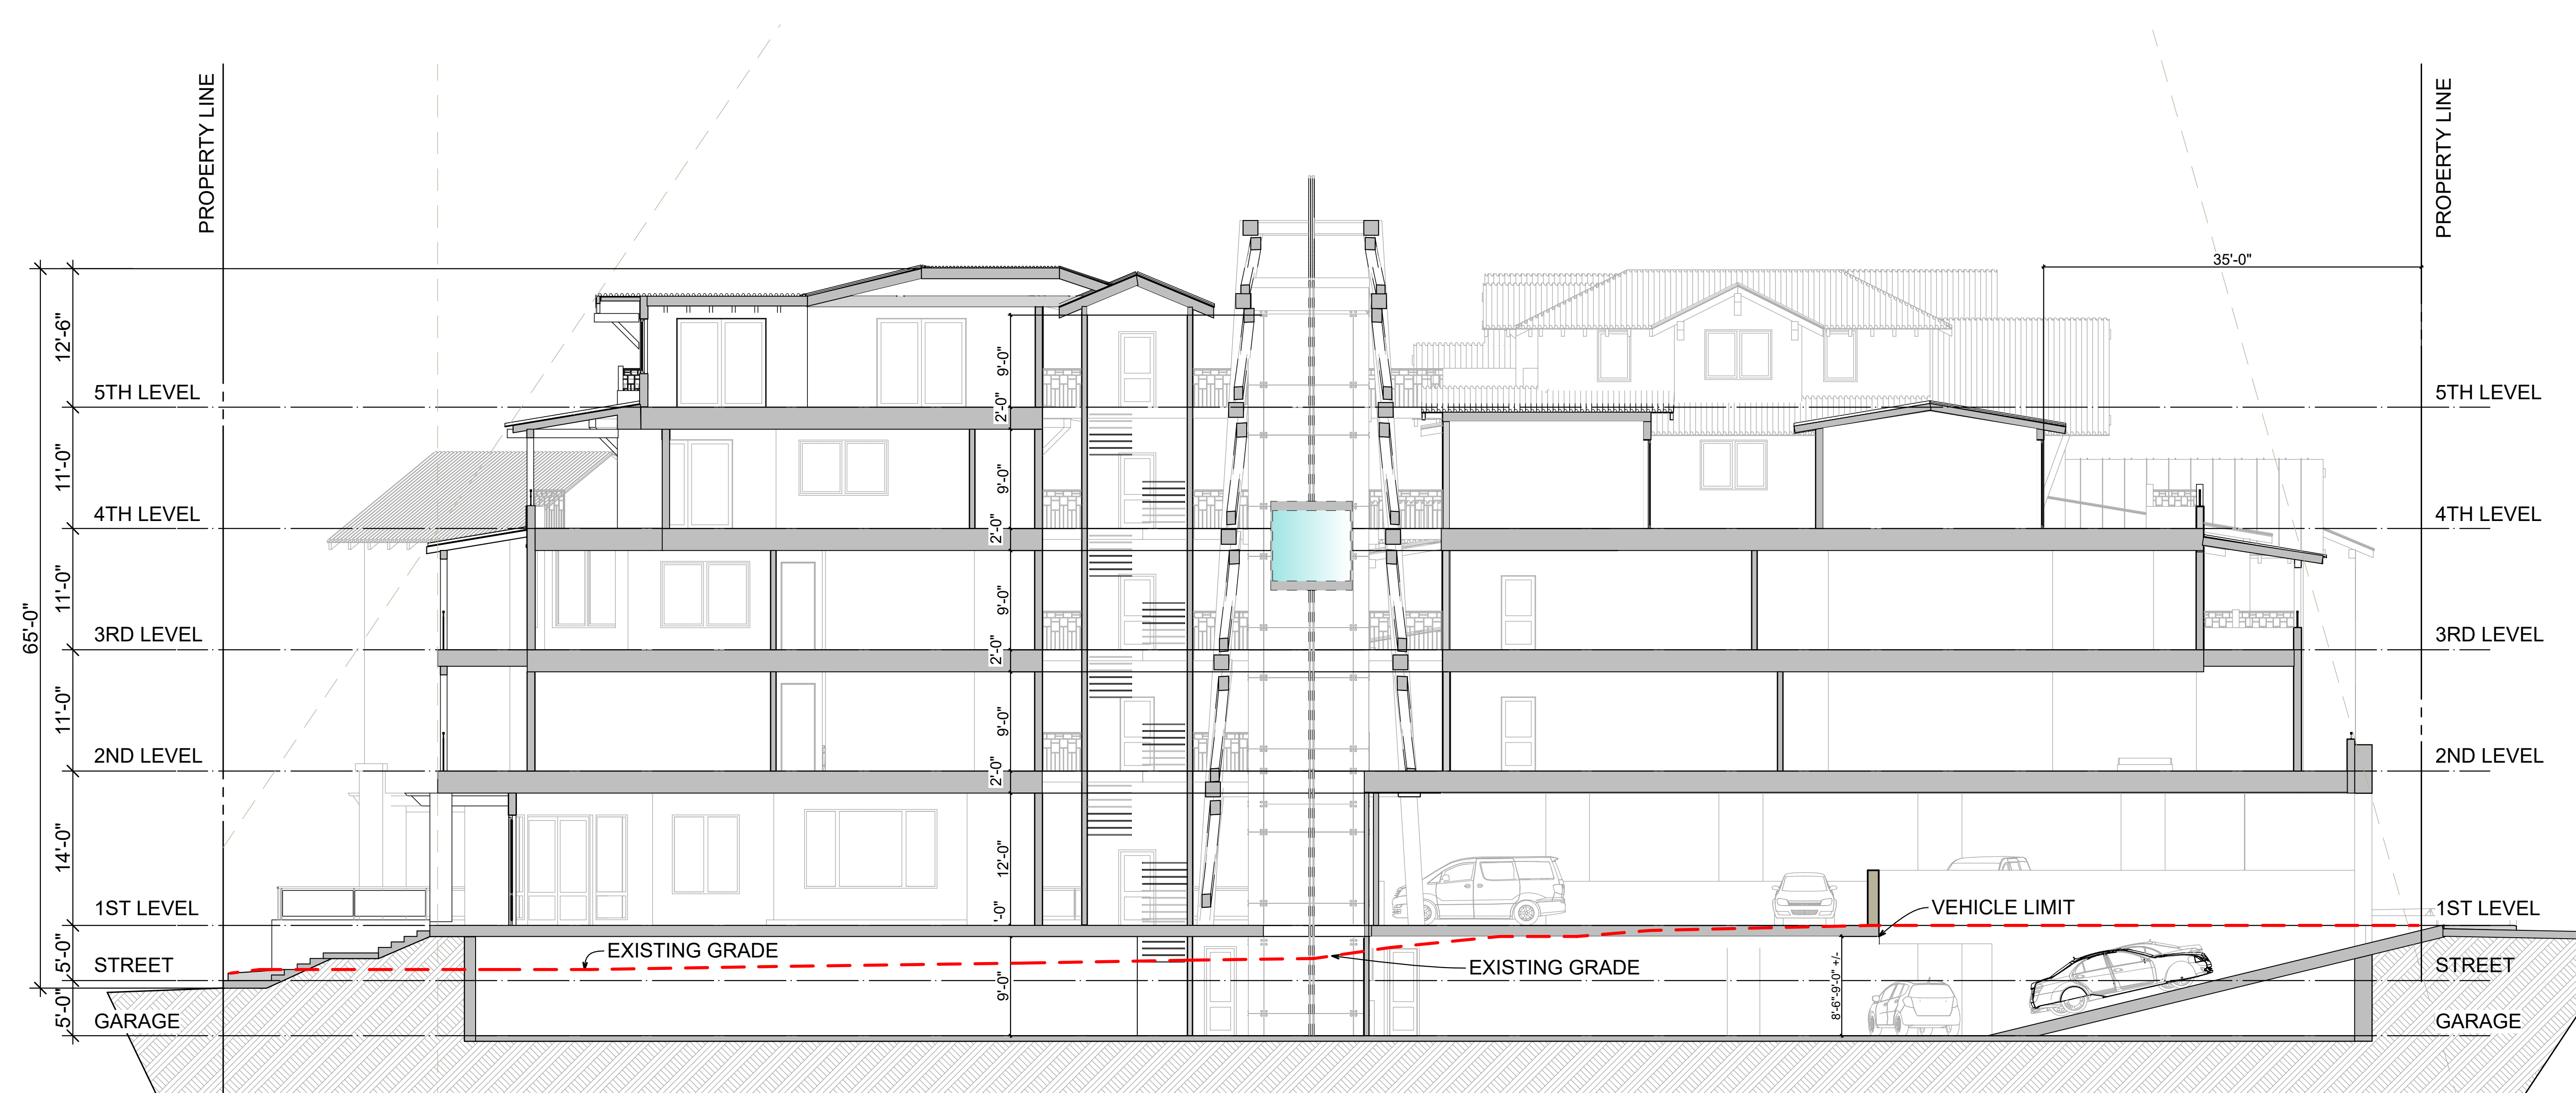 PROPERTY LINE
PROPERTY LINE
35'-0"
65'-0"
12'-6"
11'-0"
11'-0"
11'-0"
14'-0"
5'-0"
5'-0"
5TH LEVEL
4TH LEVEL
3RD LEVEL
2ND LEVEL
1ST LEVEL
STREET
GARAGE
9'-0"
2'-0"
9'-0"
2'-0"
9'-0"
2'-0"
9'-0"
2'-0"
12'-0"
'-0"
9'-0"
EXISTING GRADE
EXISTING GRADE
VEHICLE LIMIT
8'-6"-9'-0" +/-
5TH LEVEL
4TH LEVEL
3RD LEVEL
2ND LEVEL
1ST LEVEL
STREET
GARAGE